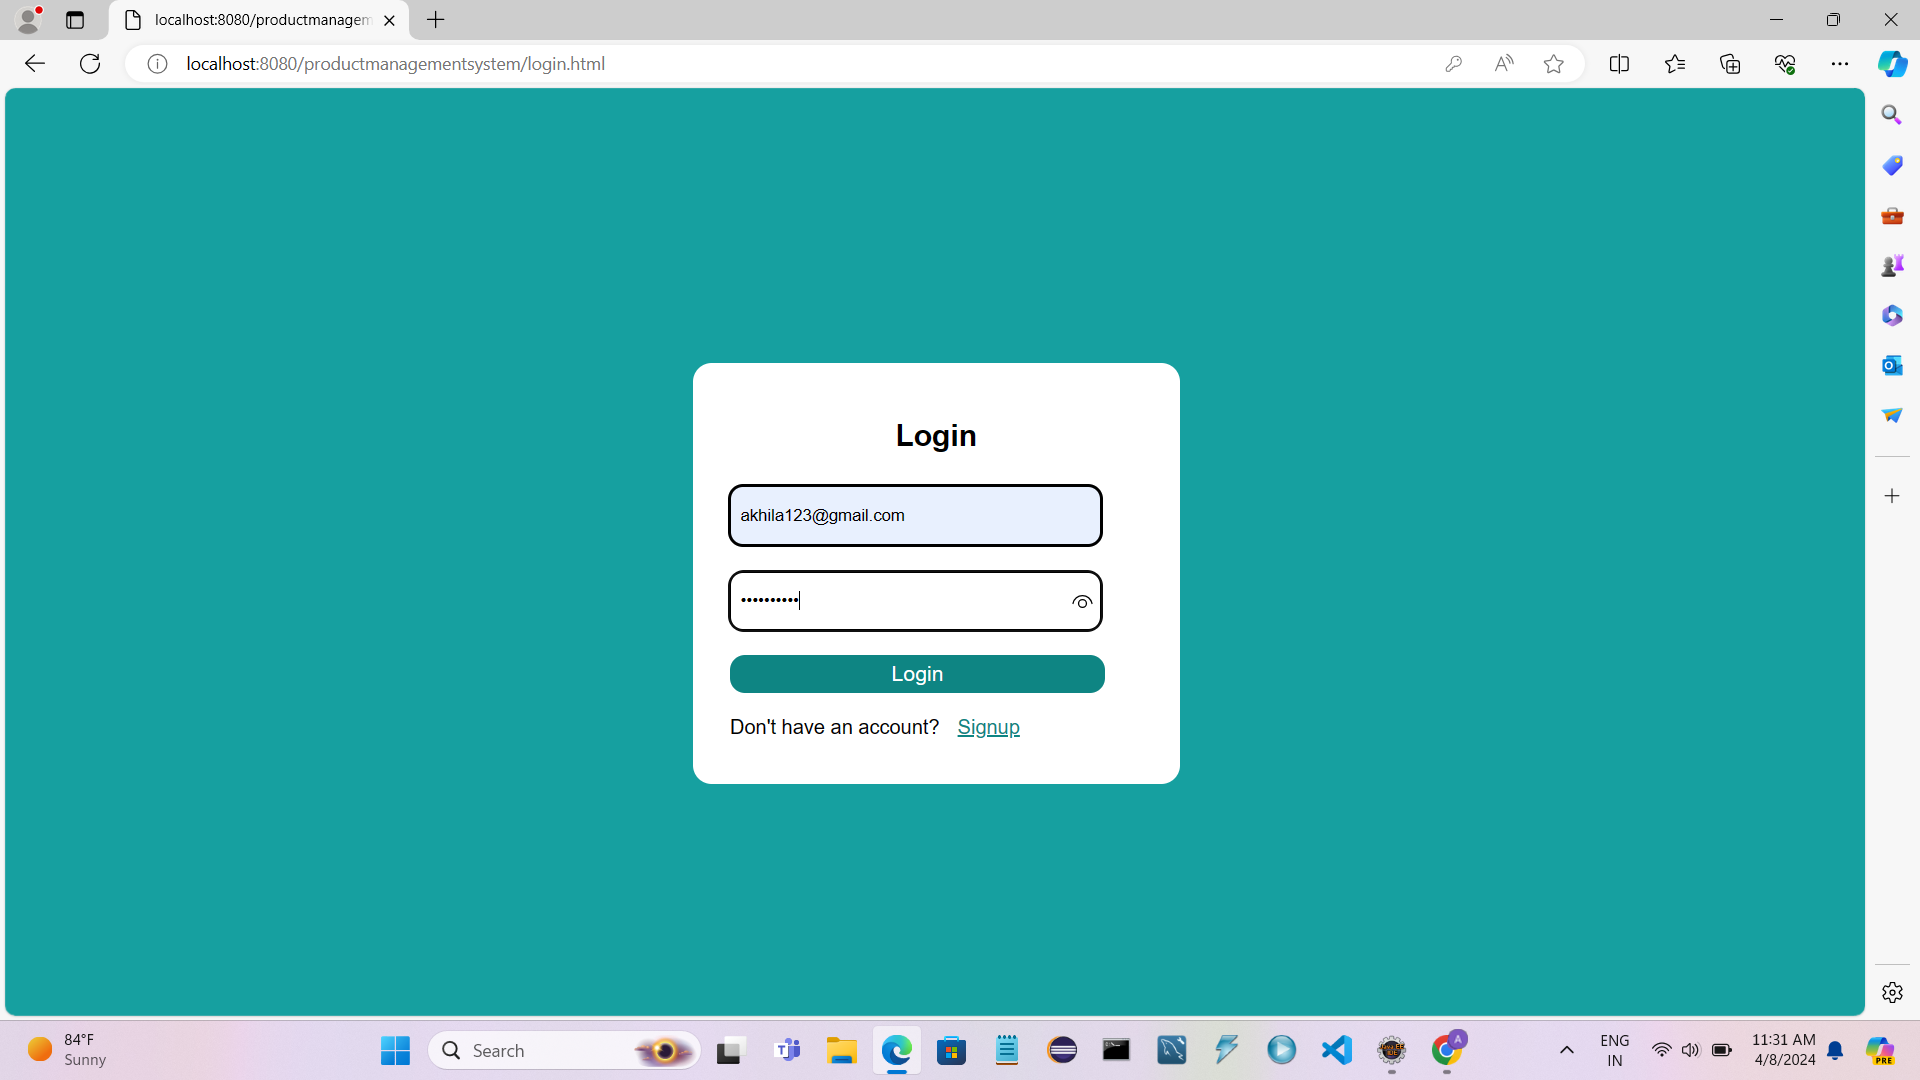 localhost:8080/productmanagem
localhost:8080/productmanagementsystem/login.html
Login
akhila123@gmail.com
••••••••••
Login
Don't have an account? Signup
84°F
Sunny
Search
ENG
IN
11:31 AM
4/8/2024
A
PRE